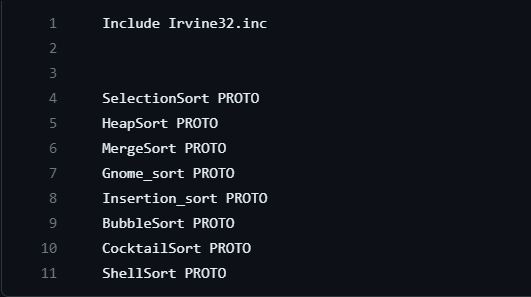 1 Include Irvine32.inc
2
3
4 SelectionSort PROTO
5 HeapSort PROTO
6 MergeSort PROTO
7 Gnome_sort PROTO
8 Insertion_sort PROTO
9 BubbleSort PROTO
10 CocktailSort PROTO
11 ShellSort PROTO